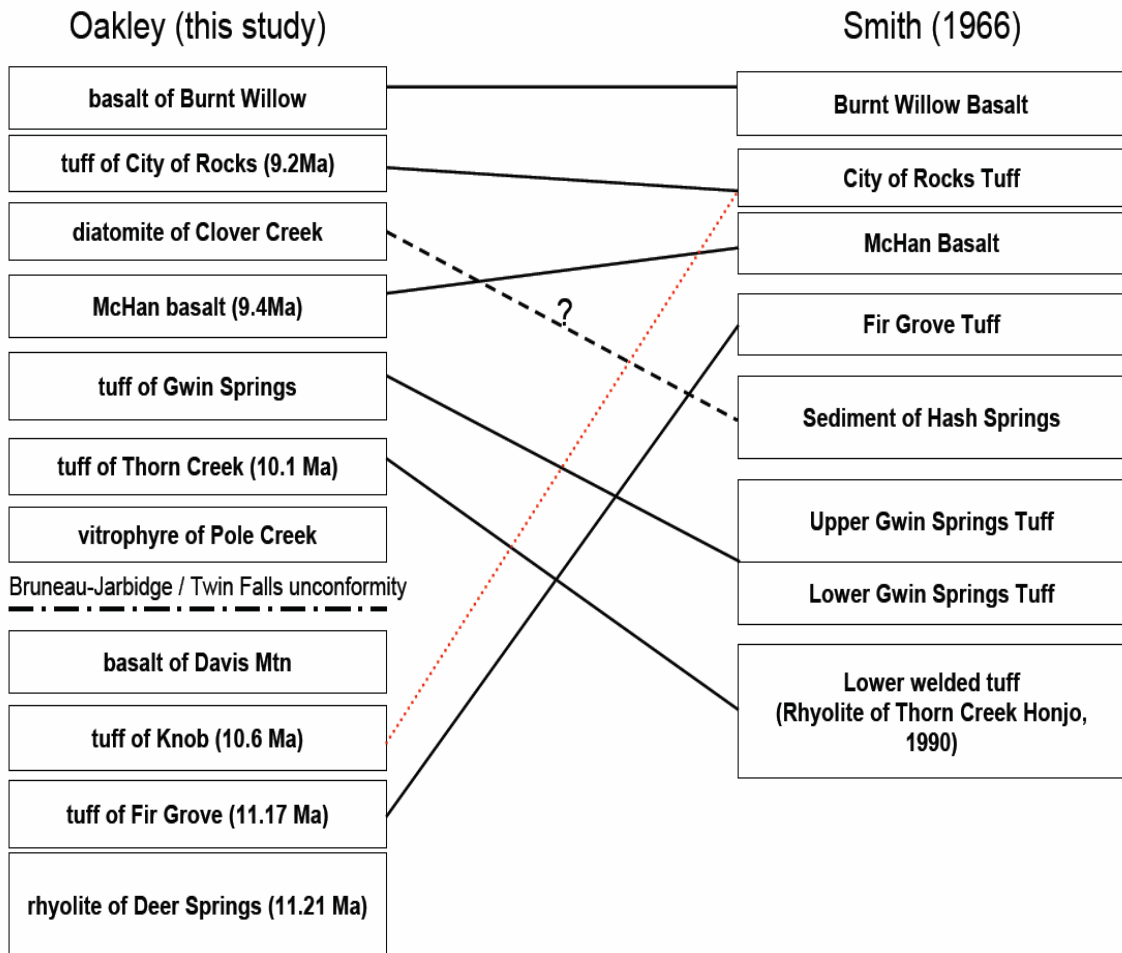 Oakley (this study)
basalt of Burnt Willow
tuff of City of Rocks (9.2Ma)
diatomite of Clover Creek
McHan basalt (9.4Ma)
tuff of Gwin Springs
tuff of Thorn Creek (10.1 Ma)
vitrophyre of Pole Creek
Bruneau-Jarbidge / Twin Falls unconformity
basalt of Davis Mtn
tuff of Knob (10.6 Ma)
tuff of Fir Grove (11.17 Ma)
rhyolite of Deer Springs (11.21 Ma)
?
Smith (1966)
Burnt Willow Basalt
City of Rocks Tuff
McHan Basalt
Fir Grove Tuff
Sediment of Hash Springs
Upper Gwin Springs Tuff
Lower Gwin Springs Tuff
Lower welded tuff
(Rhyolite of Thorn Creek Honjo,
1990)